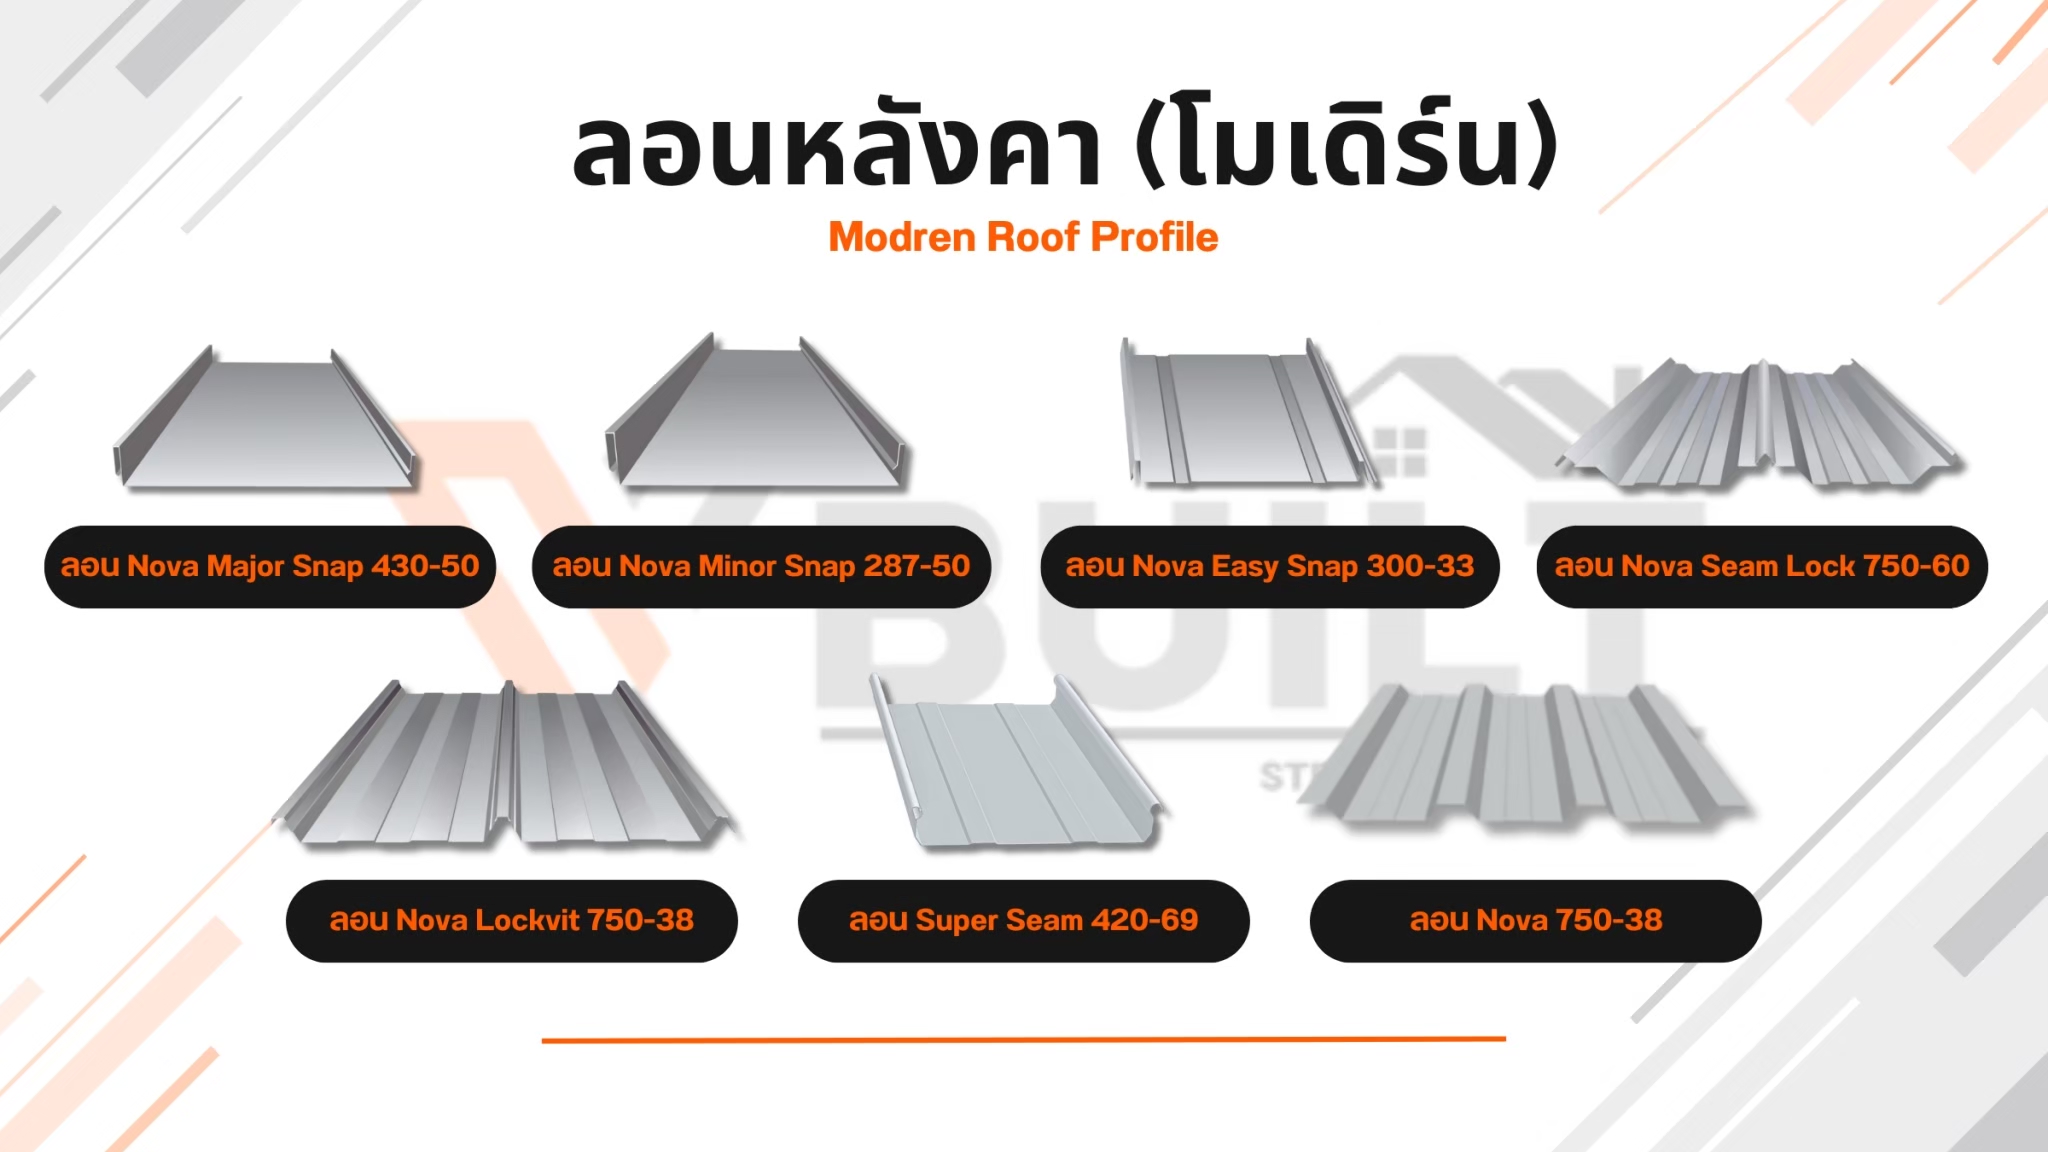 ลอนหลังคา (โมเดิร์น)
Modren Roof Profile
ลอน Nova Major Snap 430-50
ลอน Nova Minor Snap 287-50
ลอน Nova Easy Snap 300-33
ลอน Nova Seam Lock 750-60
BUILT
ลอน Nova Lockvit 750-38
ลอน Super Seam 420-69
ลอน Nova 750-38